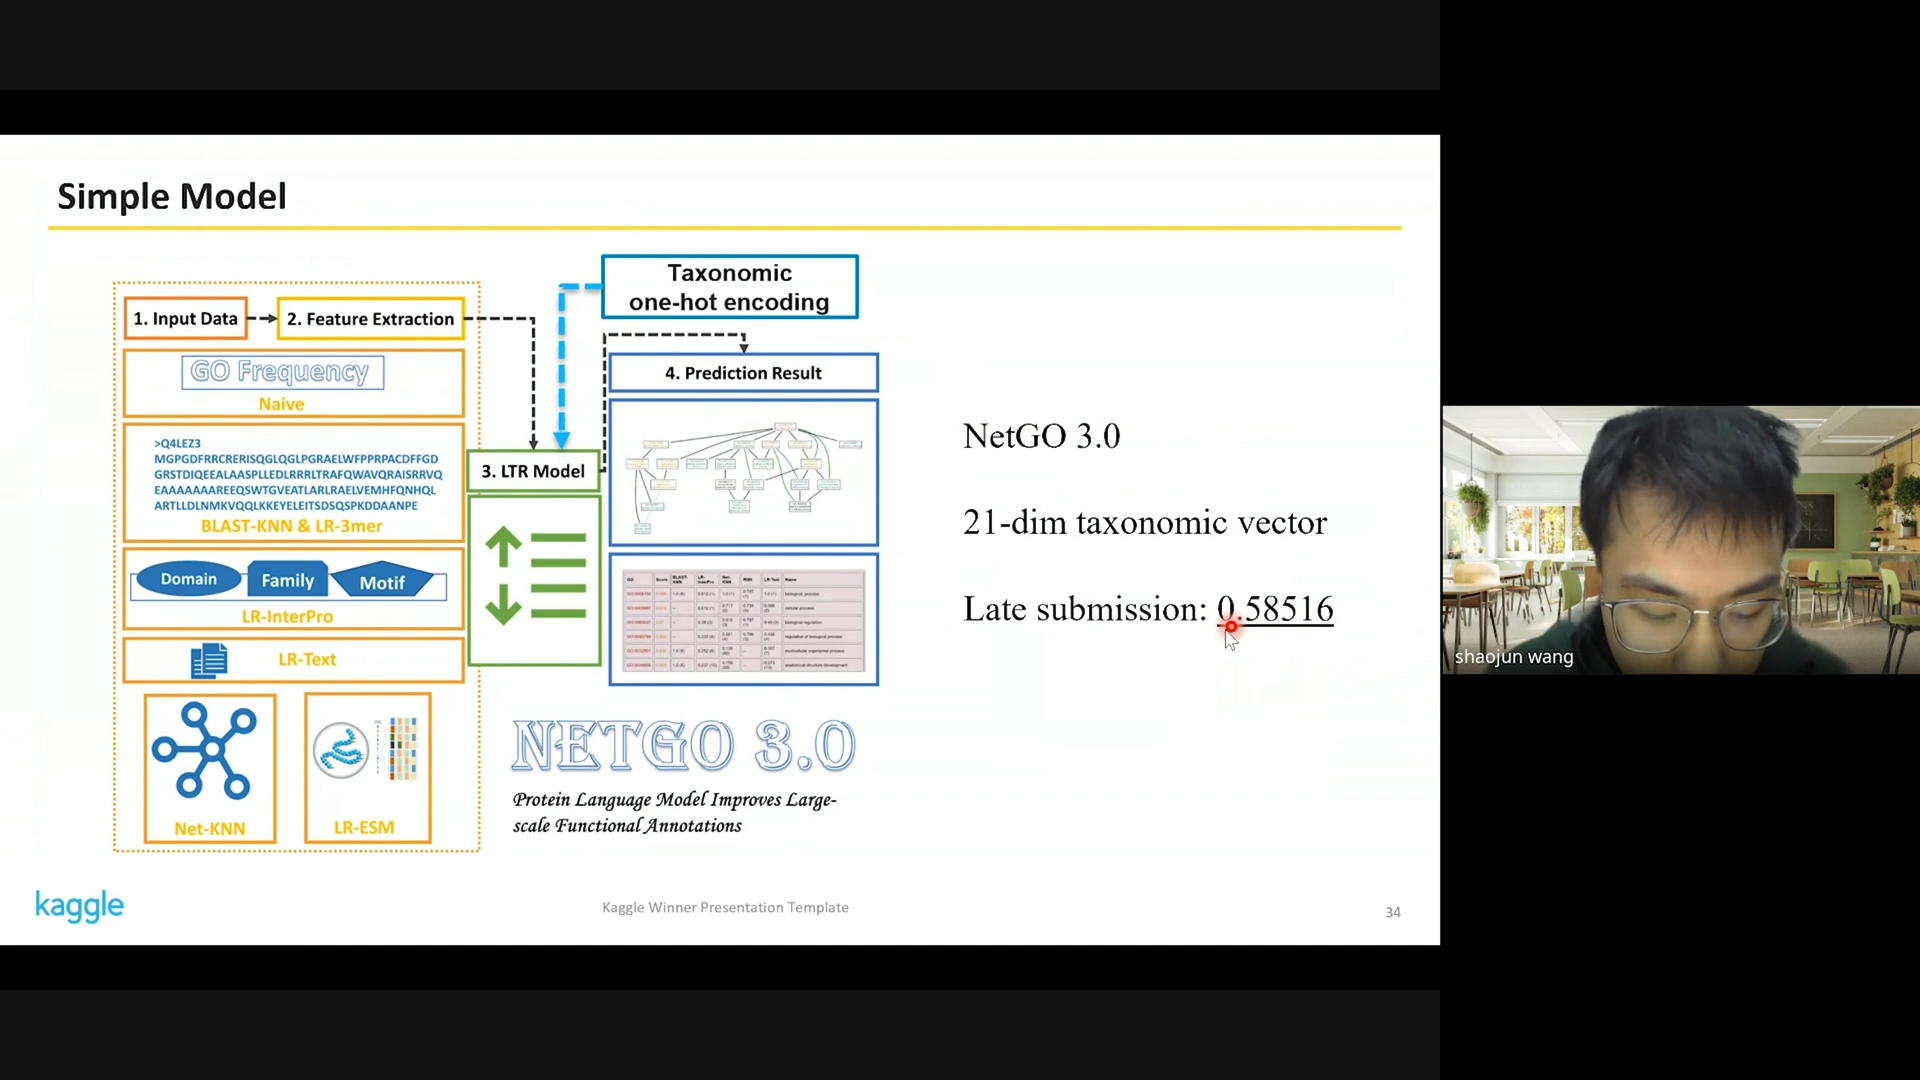 Simple Model
Taxonomic
one-hot encoding
1. Input Data
2. Feature Extraction
GO Frequency
Naive
>Q4LEZ3
MGPGDFRRCRERISQGLQGLPGRAELWFPPRPACDFFGD
GRSTDIQEEALAASPLLEDLRRRLTRAFQWAVQRAISRRVQ
EAAAAAAAREEQSWTGVEATLARLRAELVEMHFQNHQL
ARTLLDLNMKVQQLKKEYELEITSDSQSPKDDAANPE
BLAST-KNN & LR-3mer
Domain
Family
Motif
LR-InterPro
LR-Text
Net-KNN
LR-ESM
3. LTR Model
4. Prediction Result
NETGO 3.0
Protein Language Model Improves Large-
scale Functional Annotations
NetGO 3.0
21-dim taxonomic vector
Late submission: 0.58516
shaojun wang
kaggle
Kaggle Winner Presentation Template
34